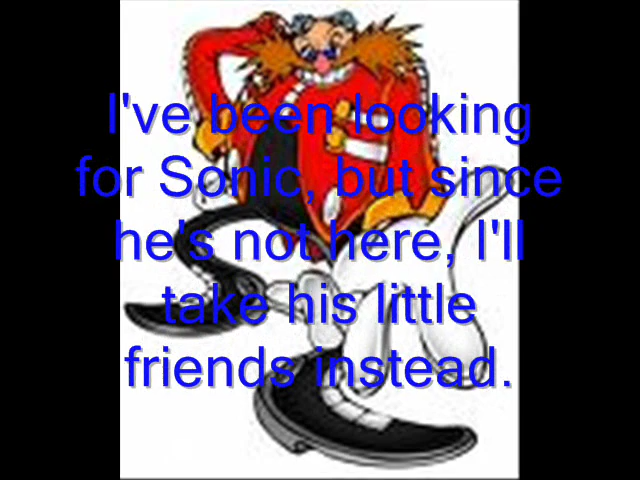 I've been looking
for Sonic, but since
he's not here, I'll
take his little
friends instead.